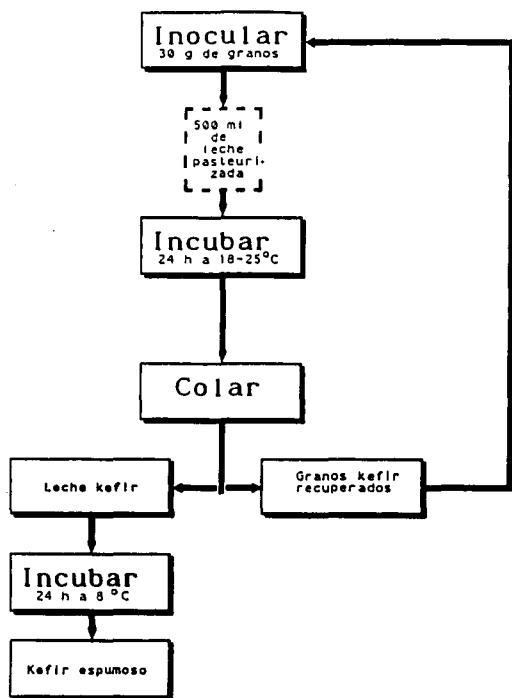 Inocular
30 g de granos
500 ml
de
leche
pasteuri-
zada
Incubar
24 h a 18-25°C
Colar
Leche kefir
Granos kefir
recuperados
Incubar
24 h a 8 °C
Kefir espumoso